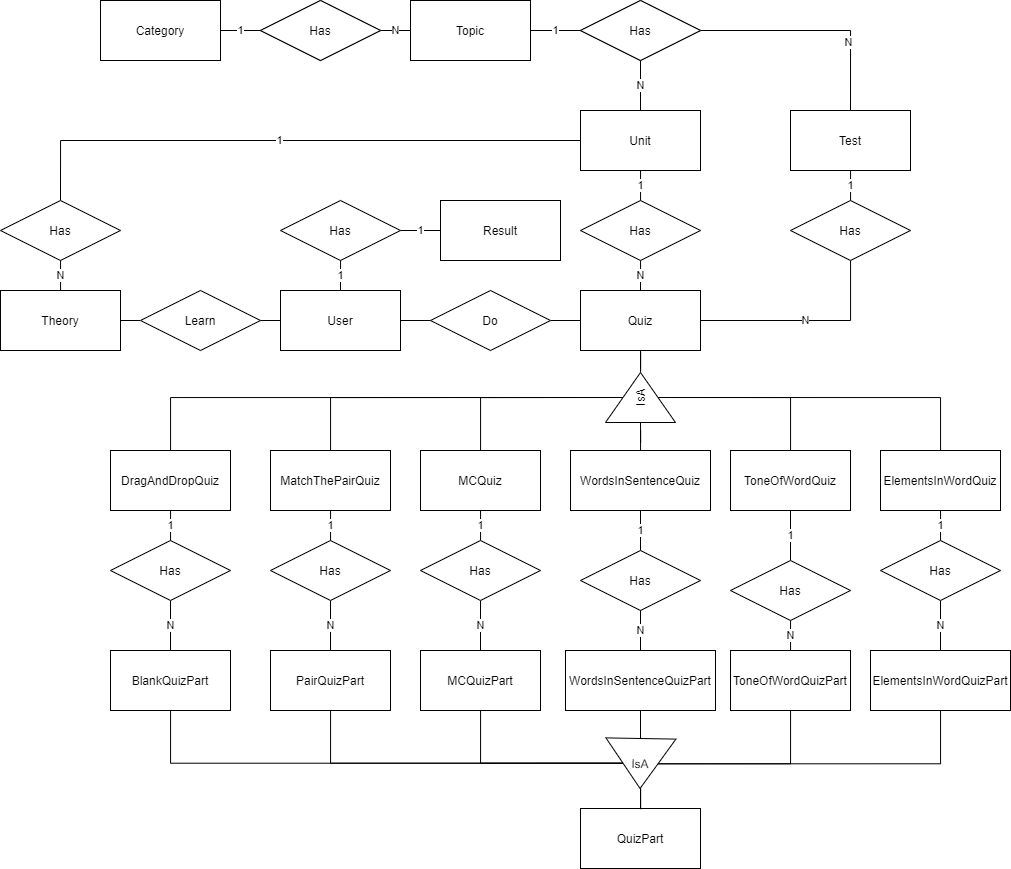 Category
1
Has
N
Topic
1
Has
N
N
Unit
Test
1
1
1
Has
Has
1
Result
Has
Has
N
1
N
Theory
Learn
User
Do
Quiz
N
IsA
DragAndDropQuiz
MatchThePairQuiz
MCQuiz
WordsInSentenceQuiz
ToneOfWordQuiz
ElementsInWordQuiz
1
1
1
1
1
1
Has
Has
Has
Has
Has
Has
N
N
N
N
N
N
BlankQuizPart
PairQuizPart
MCQuizPart
WordsInSentenceQuizPart
ToneOfWordQuizPart
ElementsInWordQuizPart
IsA
QuizPart